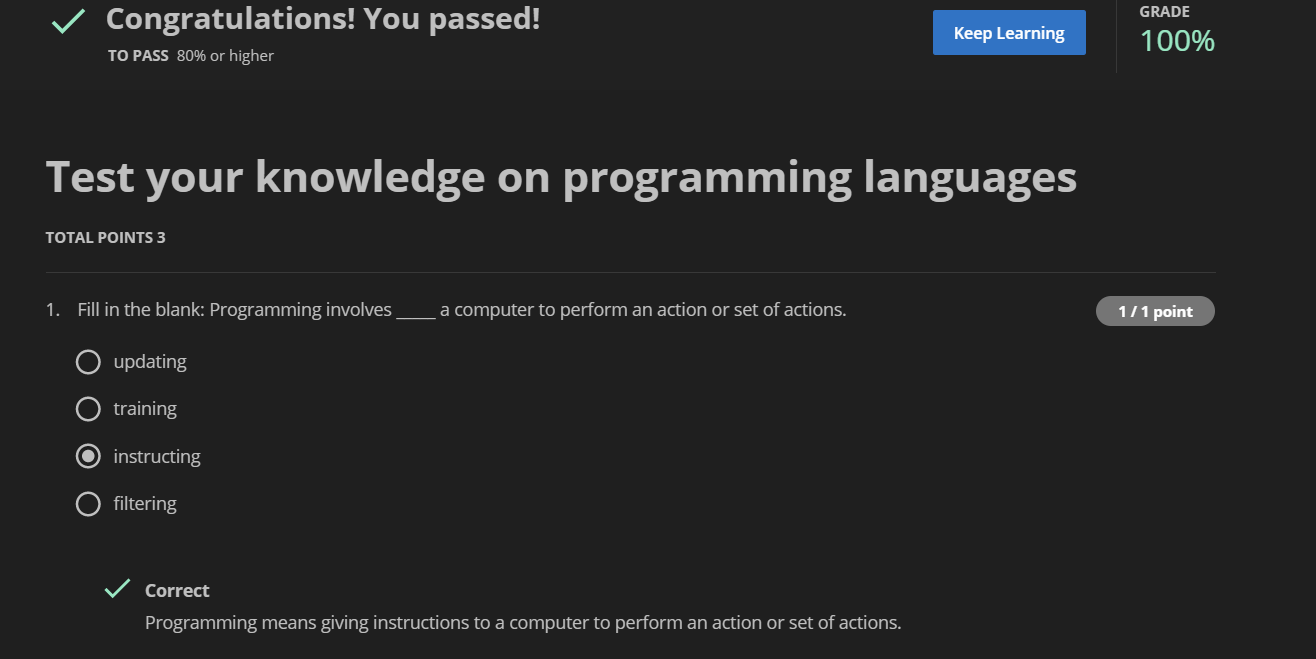 Congratulations! You passed!
TO PASS 80% or higher
Keep Learning
GRADE
100%
Test your knowledge on programming languages
TOTAL POINTS 3
1. Fill in the blank: Programming involves _____ a computer to perform an action or set of actions.
1 / 1 point
updating
training
instructing
filtering
Correct
Programming means giving instructions to a computer to perform an action or set of actions.